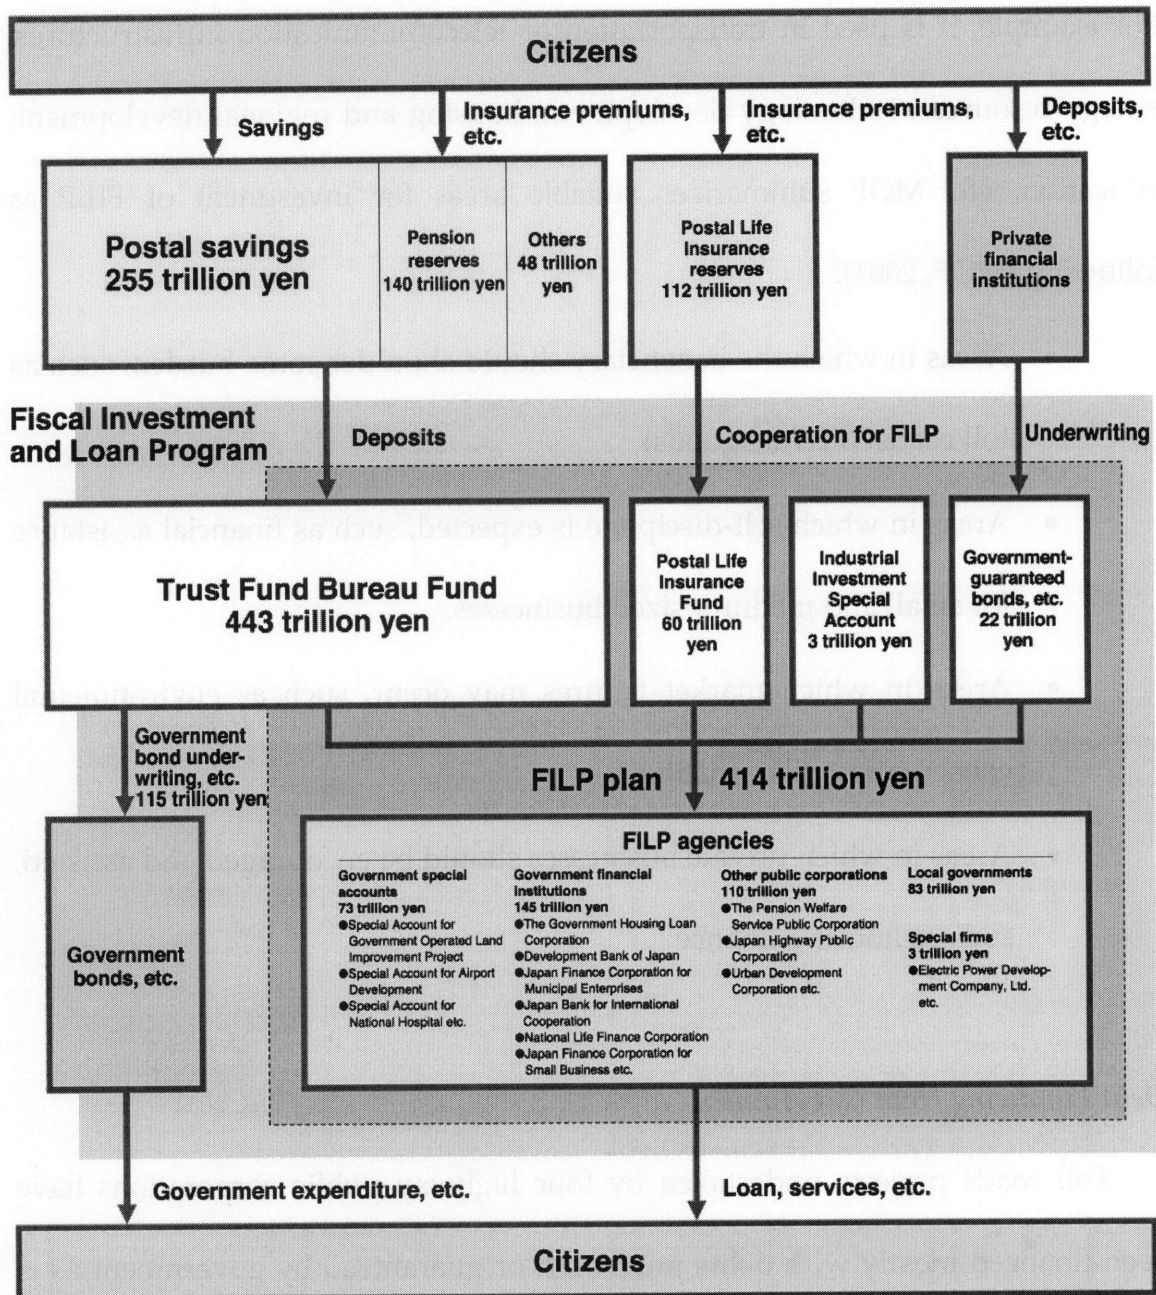 Citizens
Savings
Insurance premiums,
etc.
Insurance premiums,
etc.
Deposits,
etc.
Postal savings
255 trillion yen
Pension
reserves
140 trillion yen
Others
48 trillion
yen
Postal Life
Insurance
reserves
112 trillion yen
Private
financial
institutions
Fiscal Investment
and Loan Program
Deposits
Cooperation for FILP
Underwriting
Trust Fund Bureau Fund
443 trillion yen
Postal Life
Insurance
Fund
60 trillion
yen
Industrial
Investment
Special
Account
3 trillion yen
Government-
guaranteed
bonds, etc.
22 trillion
yen
Government
bond under-
writing, etc.
115 trillion yen
FILP plan 414 trillion yen
Government
bonds, etc.
FILP agencies
Government special
accounts
73 trillion yen
●Special Account for
Government Operated Land
Improvement Project
●Special Account for Airport
Development
●Special Account for
National Hospital etc.
Government financial
institutions
145 trillion yen
●The Government Housing Loan
Corporation
●Development Bank of Japan
●Japan Finance Corporation for
Municipal Enterprises
●Japan Bank for International
Cooperation
●National Life Finance Corporation
●Japan Finance Corporation for
Small Business etc.
Other public corporations
110 trillion yen
●The Pension Welfare
Service Public Corporation
●Japan Highway Public
Corporation
●Urban Development
Corporation etc.
Local governments
83 trillion yen
Special firms
3 trillion yen
●Electric Power Develop-
ment Company, Ltd.
etc.
Government expenditure, etc.
Loan, services, etc.
Citizens